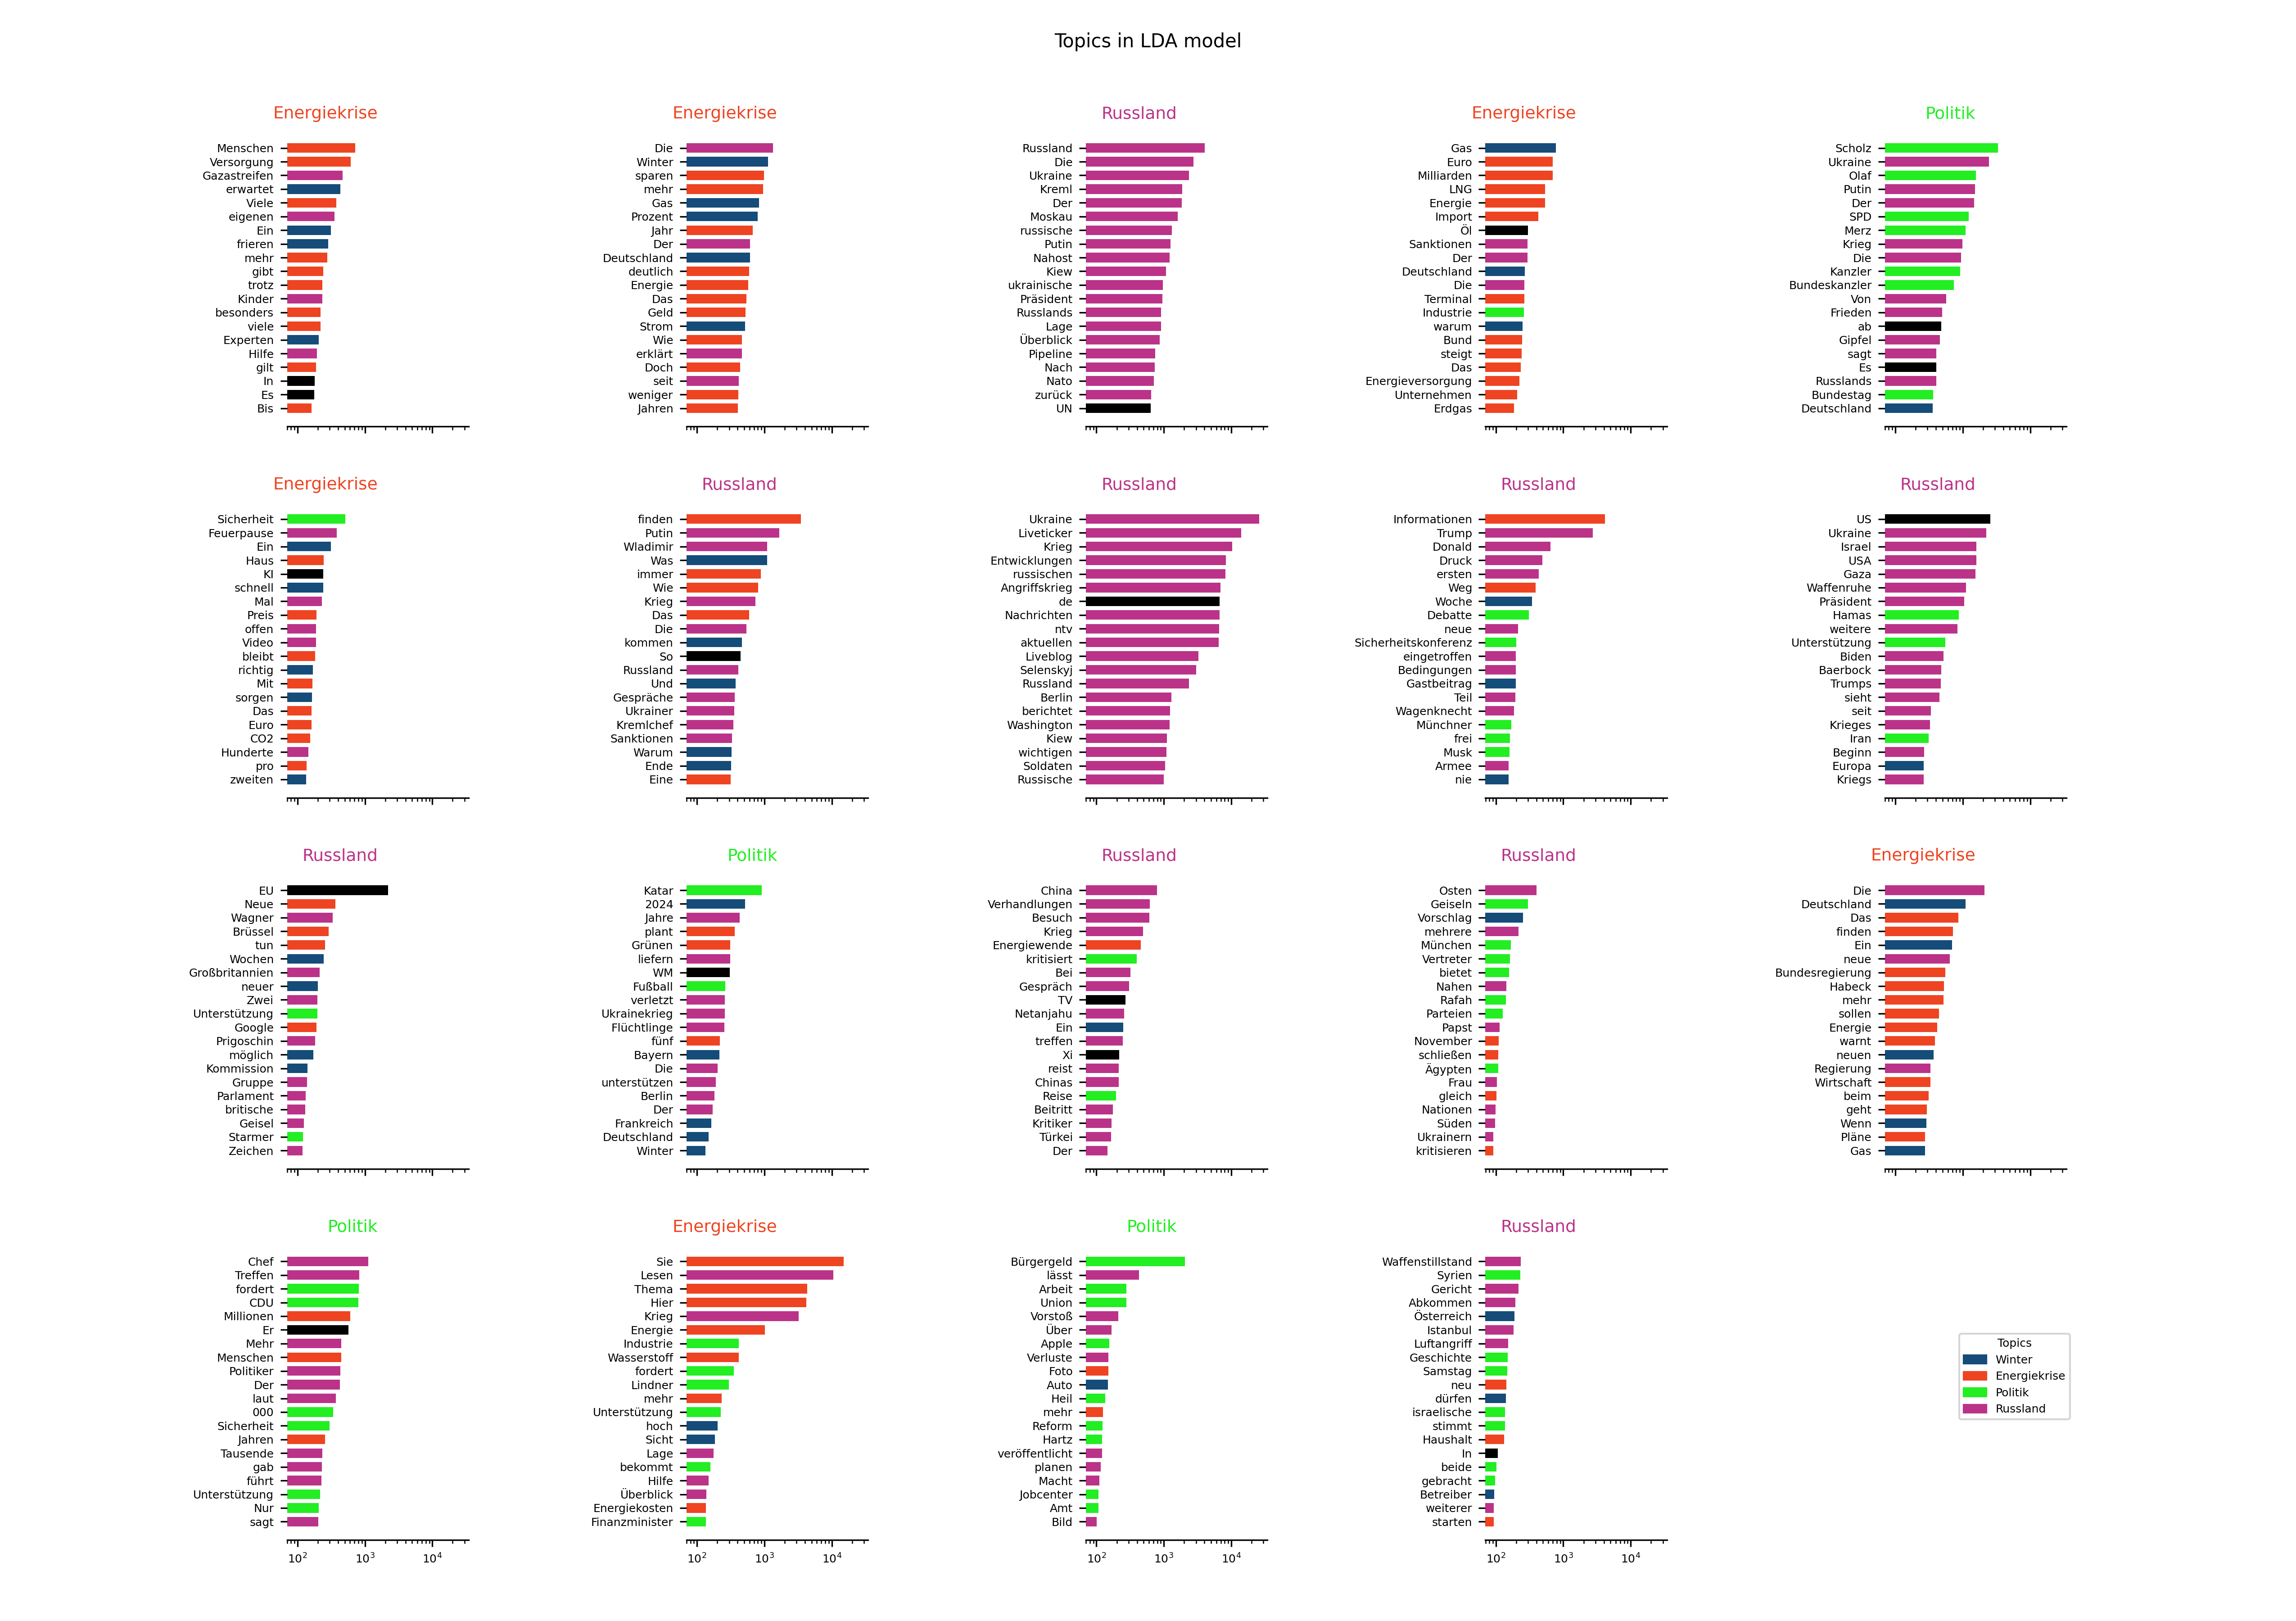 Topics in LDA model
Energiekrise
Menschen
Versorgung
Gazastreifen
erwartet
Viele
eigenen
Ein
frieren
mehr
gibt
trotz
Kinder
besonders
viele
Experten
Hilfe
gilt
In
Es
Bis
Energiekrise
Die
Winter
sparen
mehr
Gas
Prozent
Jahr
Der
Deutschland
deutlich
Energie
Das
Geld
Strom
Wie
erklärt
Doch
seit
weniger
Jahren
Russland
Russland
Die
Ukraine
Kreml
Der
Moskau
russische
Putin
Nahost
Kiew
ukrainische
Präsident
Russlands
Lage
Überblick
Pipeline
Nach
Nato
zurück
UN
Energiekrise
Gas
Euro
Milliarden
LNG
Energie
Import
Öl
Sanktionen
Der
Deutschland
Die
Terminal
Industrie
warum
Bund
steigt
Das
Energieversorgung
Unternehmen
Erdgas
Politik
Scholz
Ukraine
Olaf
Putin
Der
SPD
Merz
Krieg
Die
Kanzler
Bundeskanzler
Von
Frieden
ab
Gipfel
sagt
Es
Russlands
Bundestag
Deutschland
Energiekrise
Sicherheit
Feuerpause
Ein
Haus
KI
schnell
Mal
Preis
offen
Video
bleibt
richtig
Mit
sorgen
Das
Euro
CO2
Hunderte
pro
zweiten
Russland
finden
Putin
Wladimir
Was
immer
Wie
Krieg
Das
Die
kommen
So
Russland
Und
Gespräche
Ukrainer
Kremlchef
Sanktionen
Warum
Ende
Eine
Russland
Ukraine
Liveticker
Krieg
Entwicklungen
russischen
Angriffskrieg
de
Nachrichten
ntv
aktuellen
Liveblog
Selenskyj
Russland
Berlin
berichtet
Washington
Kiew
wichtigen
Soldaten
Russische
Russland
Informationen
Trump
Donald
Druck
ersten
Weg
Woche
Debatte
neue
Sicherheitskonferenz
eingetroffen
Bedingungen
Gastbeitrag
Teil
Wagenknecht
Münchner
frei
Musk
Armee
nie
Russland
US
Ukraine
Israel
USA
Gaza
Waffenruhe
Präsident
Hamas
weitere
Unterstützung
Biden
Baerbock
Trumps
sieht
seit
Krieges
Iran
Beginn
Europa
Kriegs
Russland
EU
Neue
Wagner
Brüssel
tun
Wochen
Großbritannien
neuer
Zwei
Unterstützung
Google
Prigoschin
möglich
Kommission
Gruppe
Parlament
britische
Geisel
Starmer
Zeichen
Politik
Katar
2024
Jahre
plant
Grünen
liefern
WM
Fußball
verletzt
Ukrainekrieg
Flüchtlinge
fünf
Bayern
Die
unterstützen
Berlin
Der
Frankreich
Deutschland
Winter
Russland
China
Verhandlungen
Besuch
Krieg
Energiewende
kritisiert
Bei
Gespräch
TV
Netanjahu
Ein
treffen
Xi
reist
Chinas
Reise
Beitritt
Kritiker
Türkei
Der
Russland
Osten
Geiseln
Vorschlag
mehrere
München
Vertreter
bietet
Nahen
Rafah
Parteien
Papst
November
schließen
Ägypten
Frau
gleich
Nationen
Süden
Ukrainern
kritisieren
Energiekrise
Die
Deutschland
Das
finden
Ein
neue
Bundesregierung
Habeck
mehr
sollen
Energie
warnt
neuen
Regierung
Wirtschaft
beim
geht
Wenn
Pläne
Gas
Politik
Chef
Treffen
fordert
CDU
Millionen
Er
Mehr
Menschen
Politiker
Der
laut
000
Sicherheit
Jahren
Tausende
gab
führt
Unterstützung
Nur
sagt
10² 10³ 10⁴
Energiekrise
Sie
Lesen
Thema
Hier
Krieg
Energie
Industrie
Wasserstoff
fordert
Lindner
mehr
Unterstützung
hoch
Sicht
Lage
bekommt
Hilfe
Überblick
Energiekosten
Finanzminister
10² 10³ 10⁴
Politik
Bürgergeld
lässt
Arbeit
Union
Vorstoß
Über
Apple
Verluste
Foto
Auto
Heil
mehr
Reform
Hartz
veröffentlicht
planen
Macht
Jobcenter
Amt
Bild
10² 10³ 10⁴
Russland
Waffenstillstand
Syrien
Gericht
Abkommen
Österreich
Istanbul
Luftangriff
Geschichte
Samstag
neu
dürfen
israelische
stimmt
Haushalt
In
beide
gebracht
Betreiber
weiterer
starten
10² 10³ 10⁴
Topics
Winter
Energiekrise
Politik
Russland